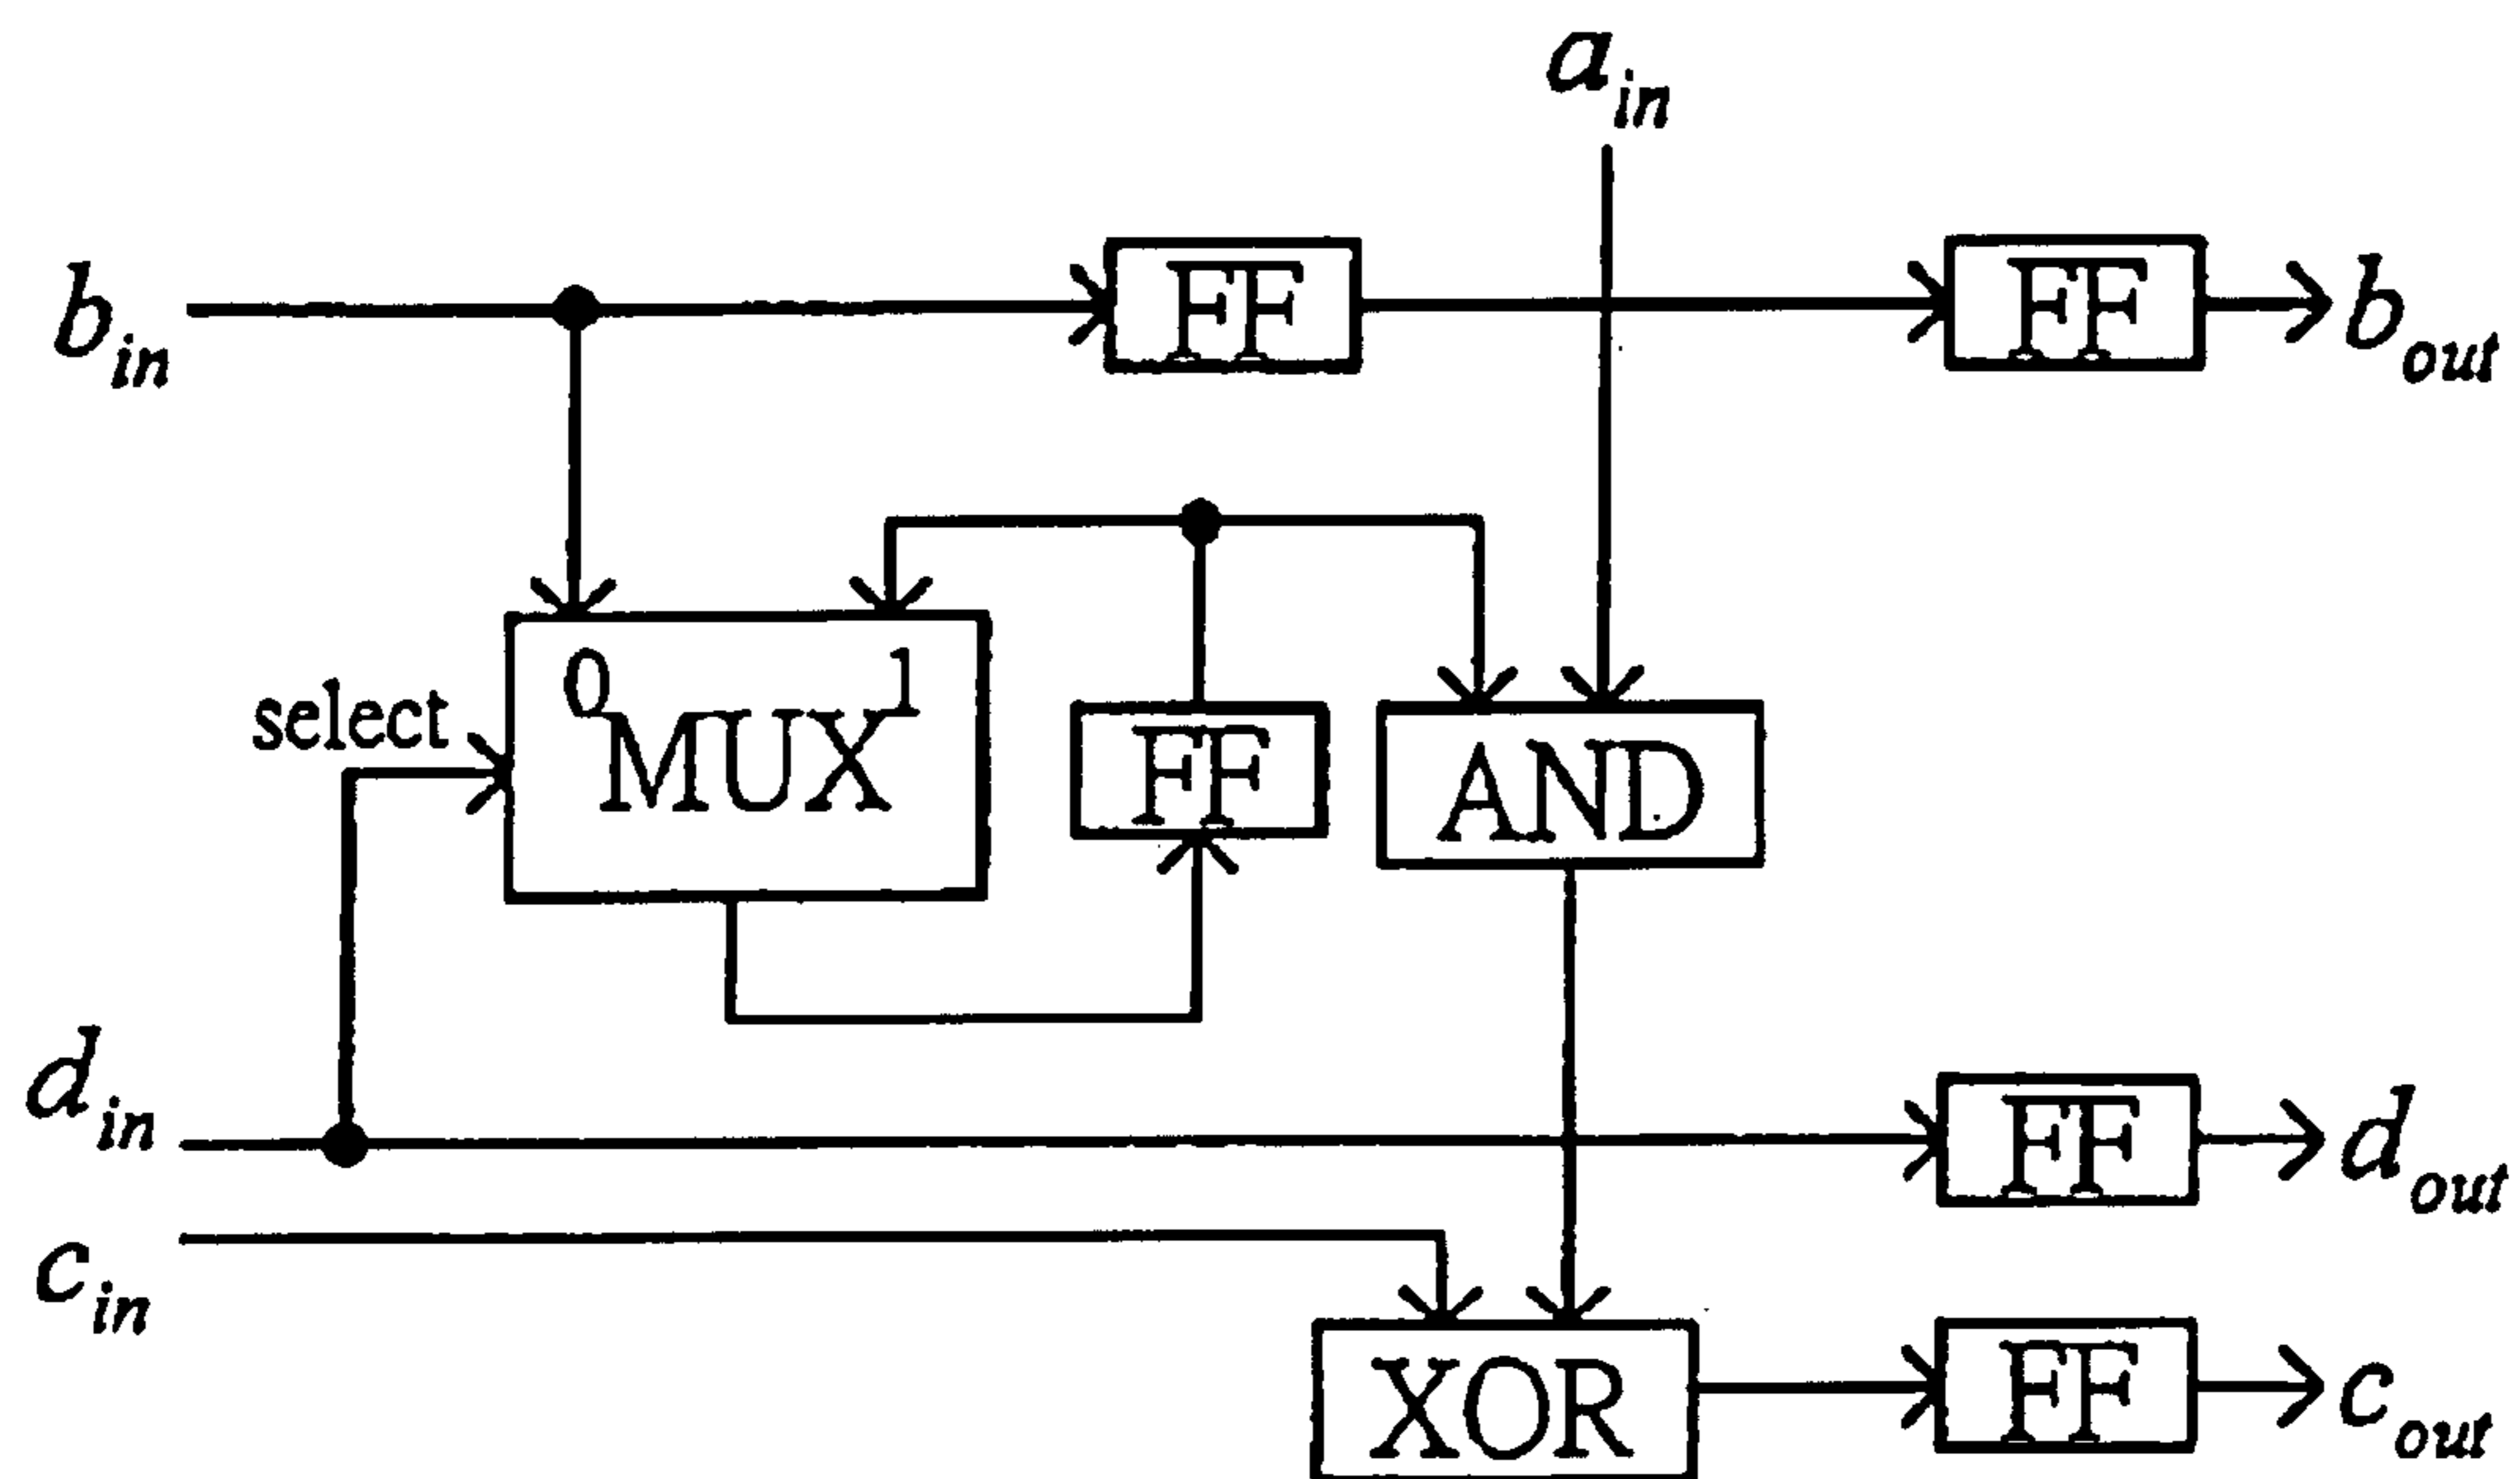 a_in
b_in
FF
FF
b_out
0
1
select
MUX
FF
AND
d_in
FF
d_out
c_in
XOR
FF
c_out